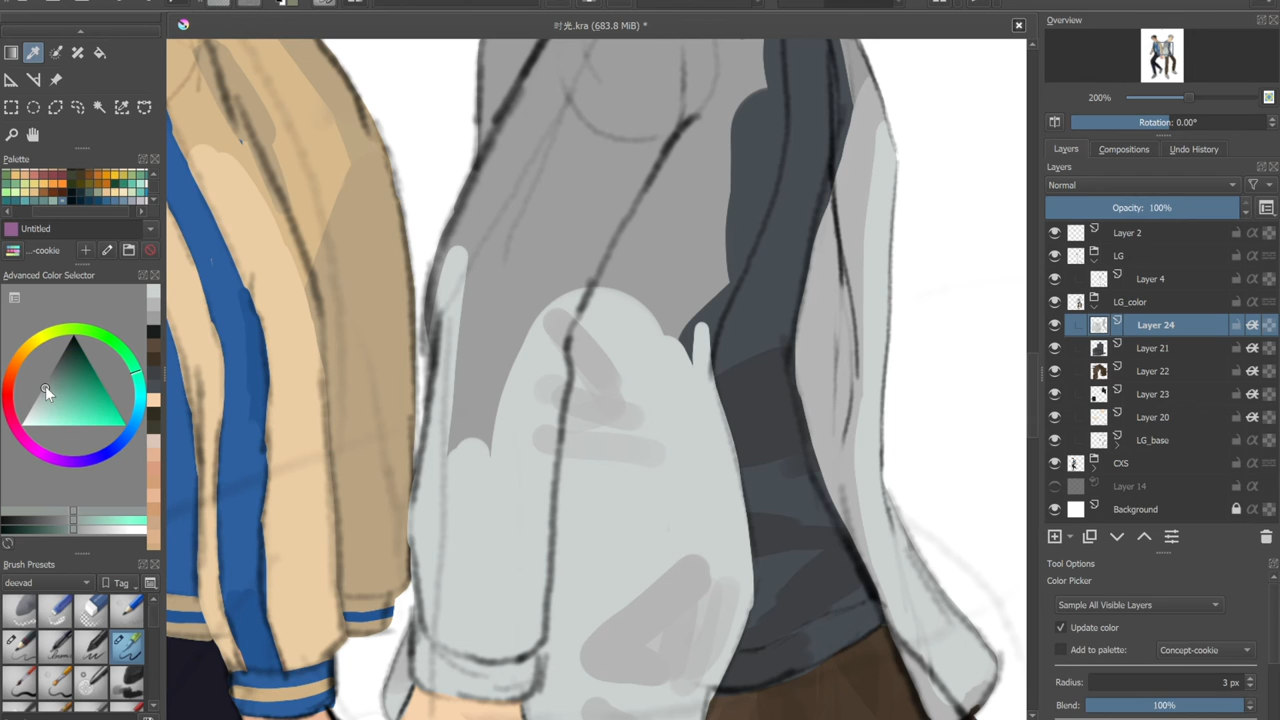 时光.kra (683.8 MiB) *
Palette
Untitled
...-cookie
Advanced Color Selector
Brush Presets
deevad
Tag
Overview
200%
Rotation: 0.00°
Layers
Compositions
Undo History
Layers
Normal
Opacity: 100%
Layer 2
LG
Layer 4
LG_color
Layer 24
Layer 21
Layer 22
Layer 23
Layer 20
LG_base
CXS
Layer 14
Background
Tool Options
Color Picker
Sample All Visible Layers
Update color
Add to palette:
Concept-cookie
Radius:
3 px
Blend:
100%